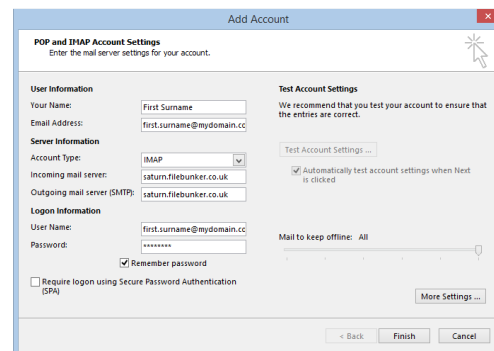 Add Account
POP and IMAP Account Settings
Enter the mail server settings for your account.
User Information
Your Name:
First Surname
Email Address:
first.surname@mydomain.cc
Server Information
Account Type:
IMAP
Incoming mail server:
saturn.filebunker.co.uk
Outgoing mail server (SMTP):
saturn.filebunker.co.uk
Logon Information
User Name:
first.surname@mydomain.cc
Password:
********
Remember password
Require logon using Secure Password Authentication
(SPA)
Test Account Settings
We recommend that you test your account to ensure that
the entries are correct.
Test Account Settings ...
Automatically test account settings when Next
is clicked
Mail to keep offline: All
More Settings ...
< Back
Finish
Cancel